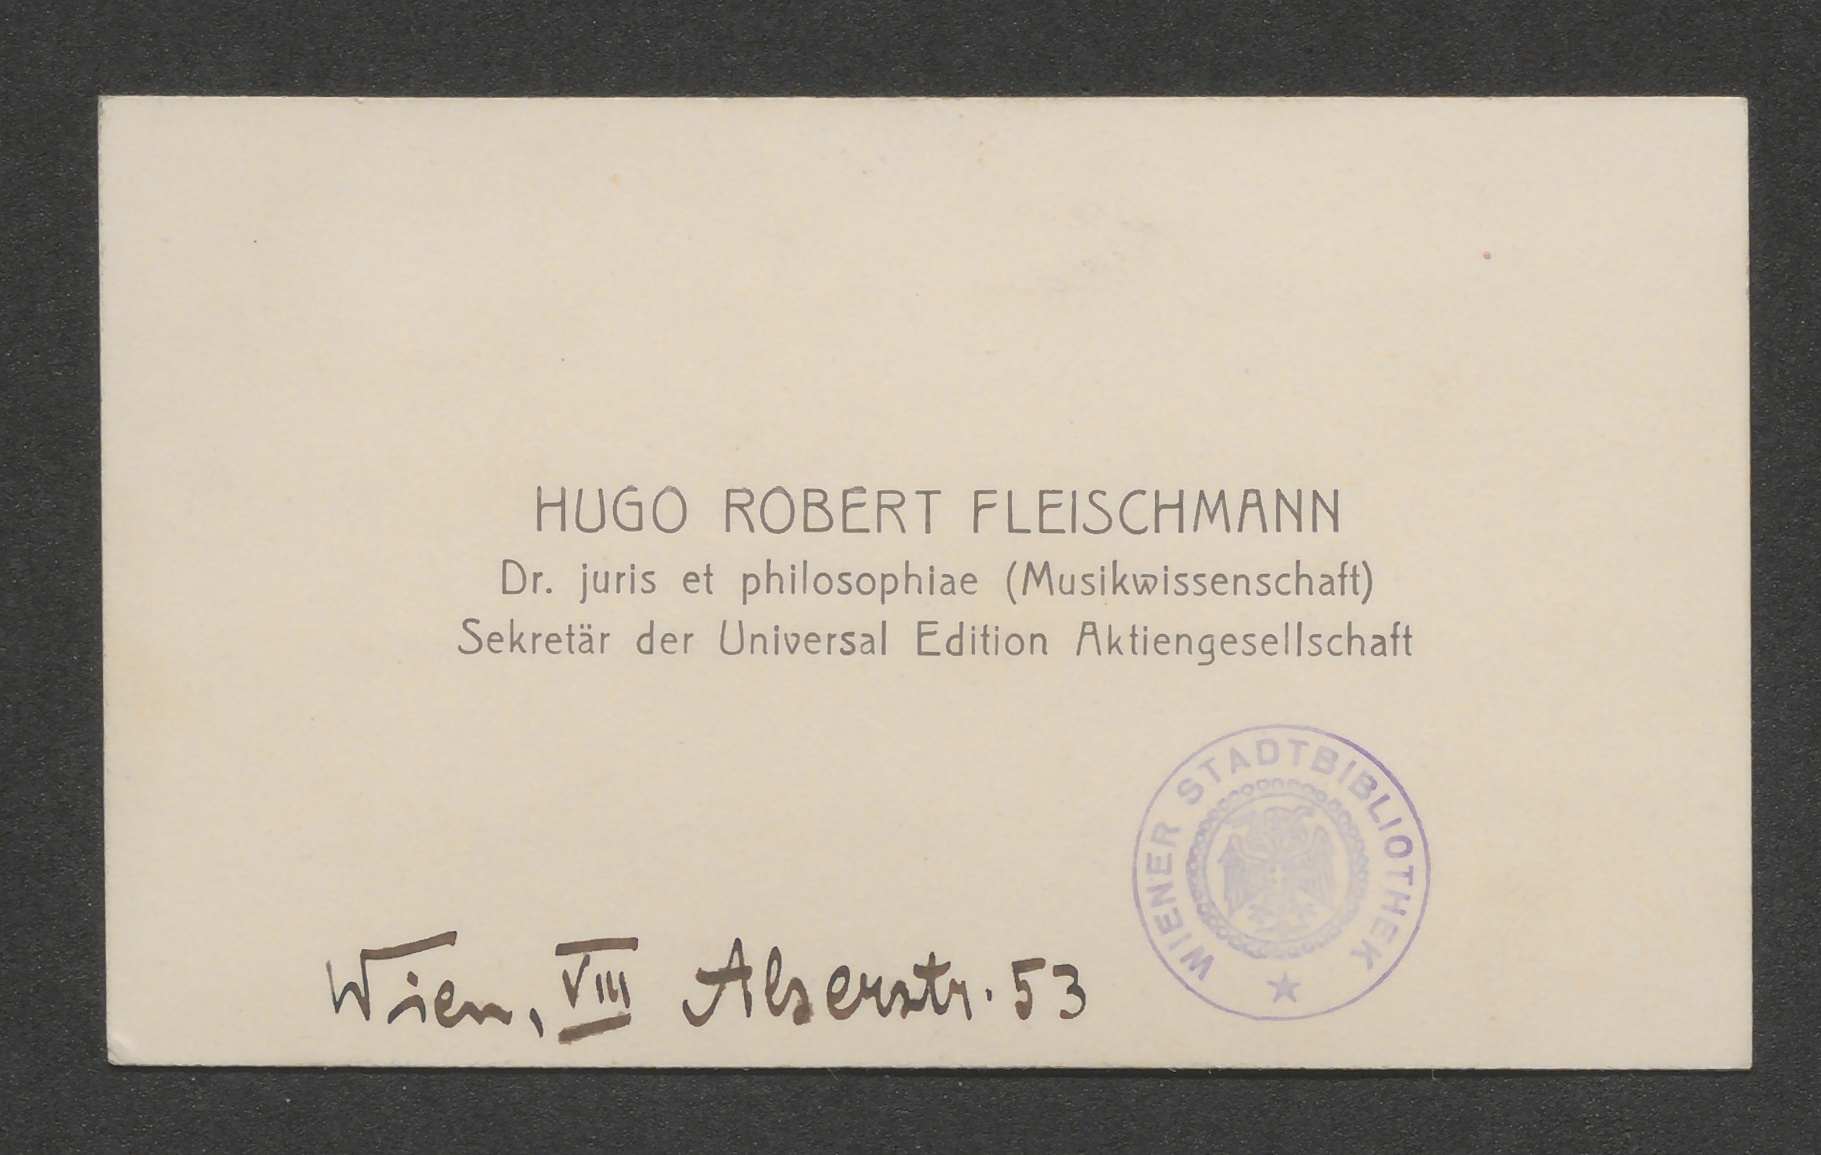 HUGO ROBERT FLEISCHMANN
Dr. juris et philosophiae (Musikwissenschaft)
Sekretär der Universal Edition Aktiengesellschaft
WIENER STADTBIBLIOTHEK
Wien, VIII Alserstr. 53